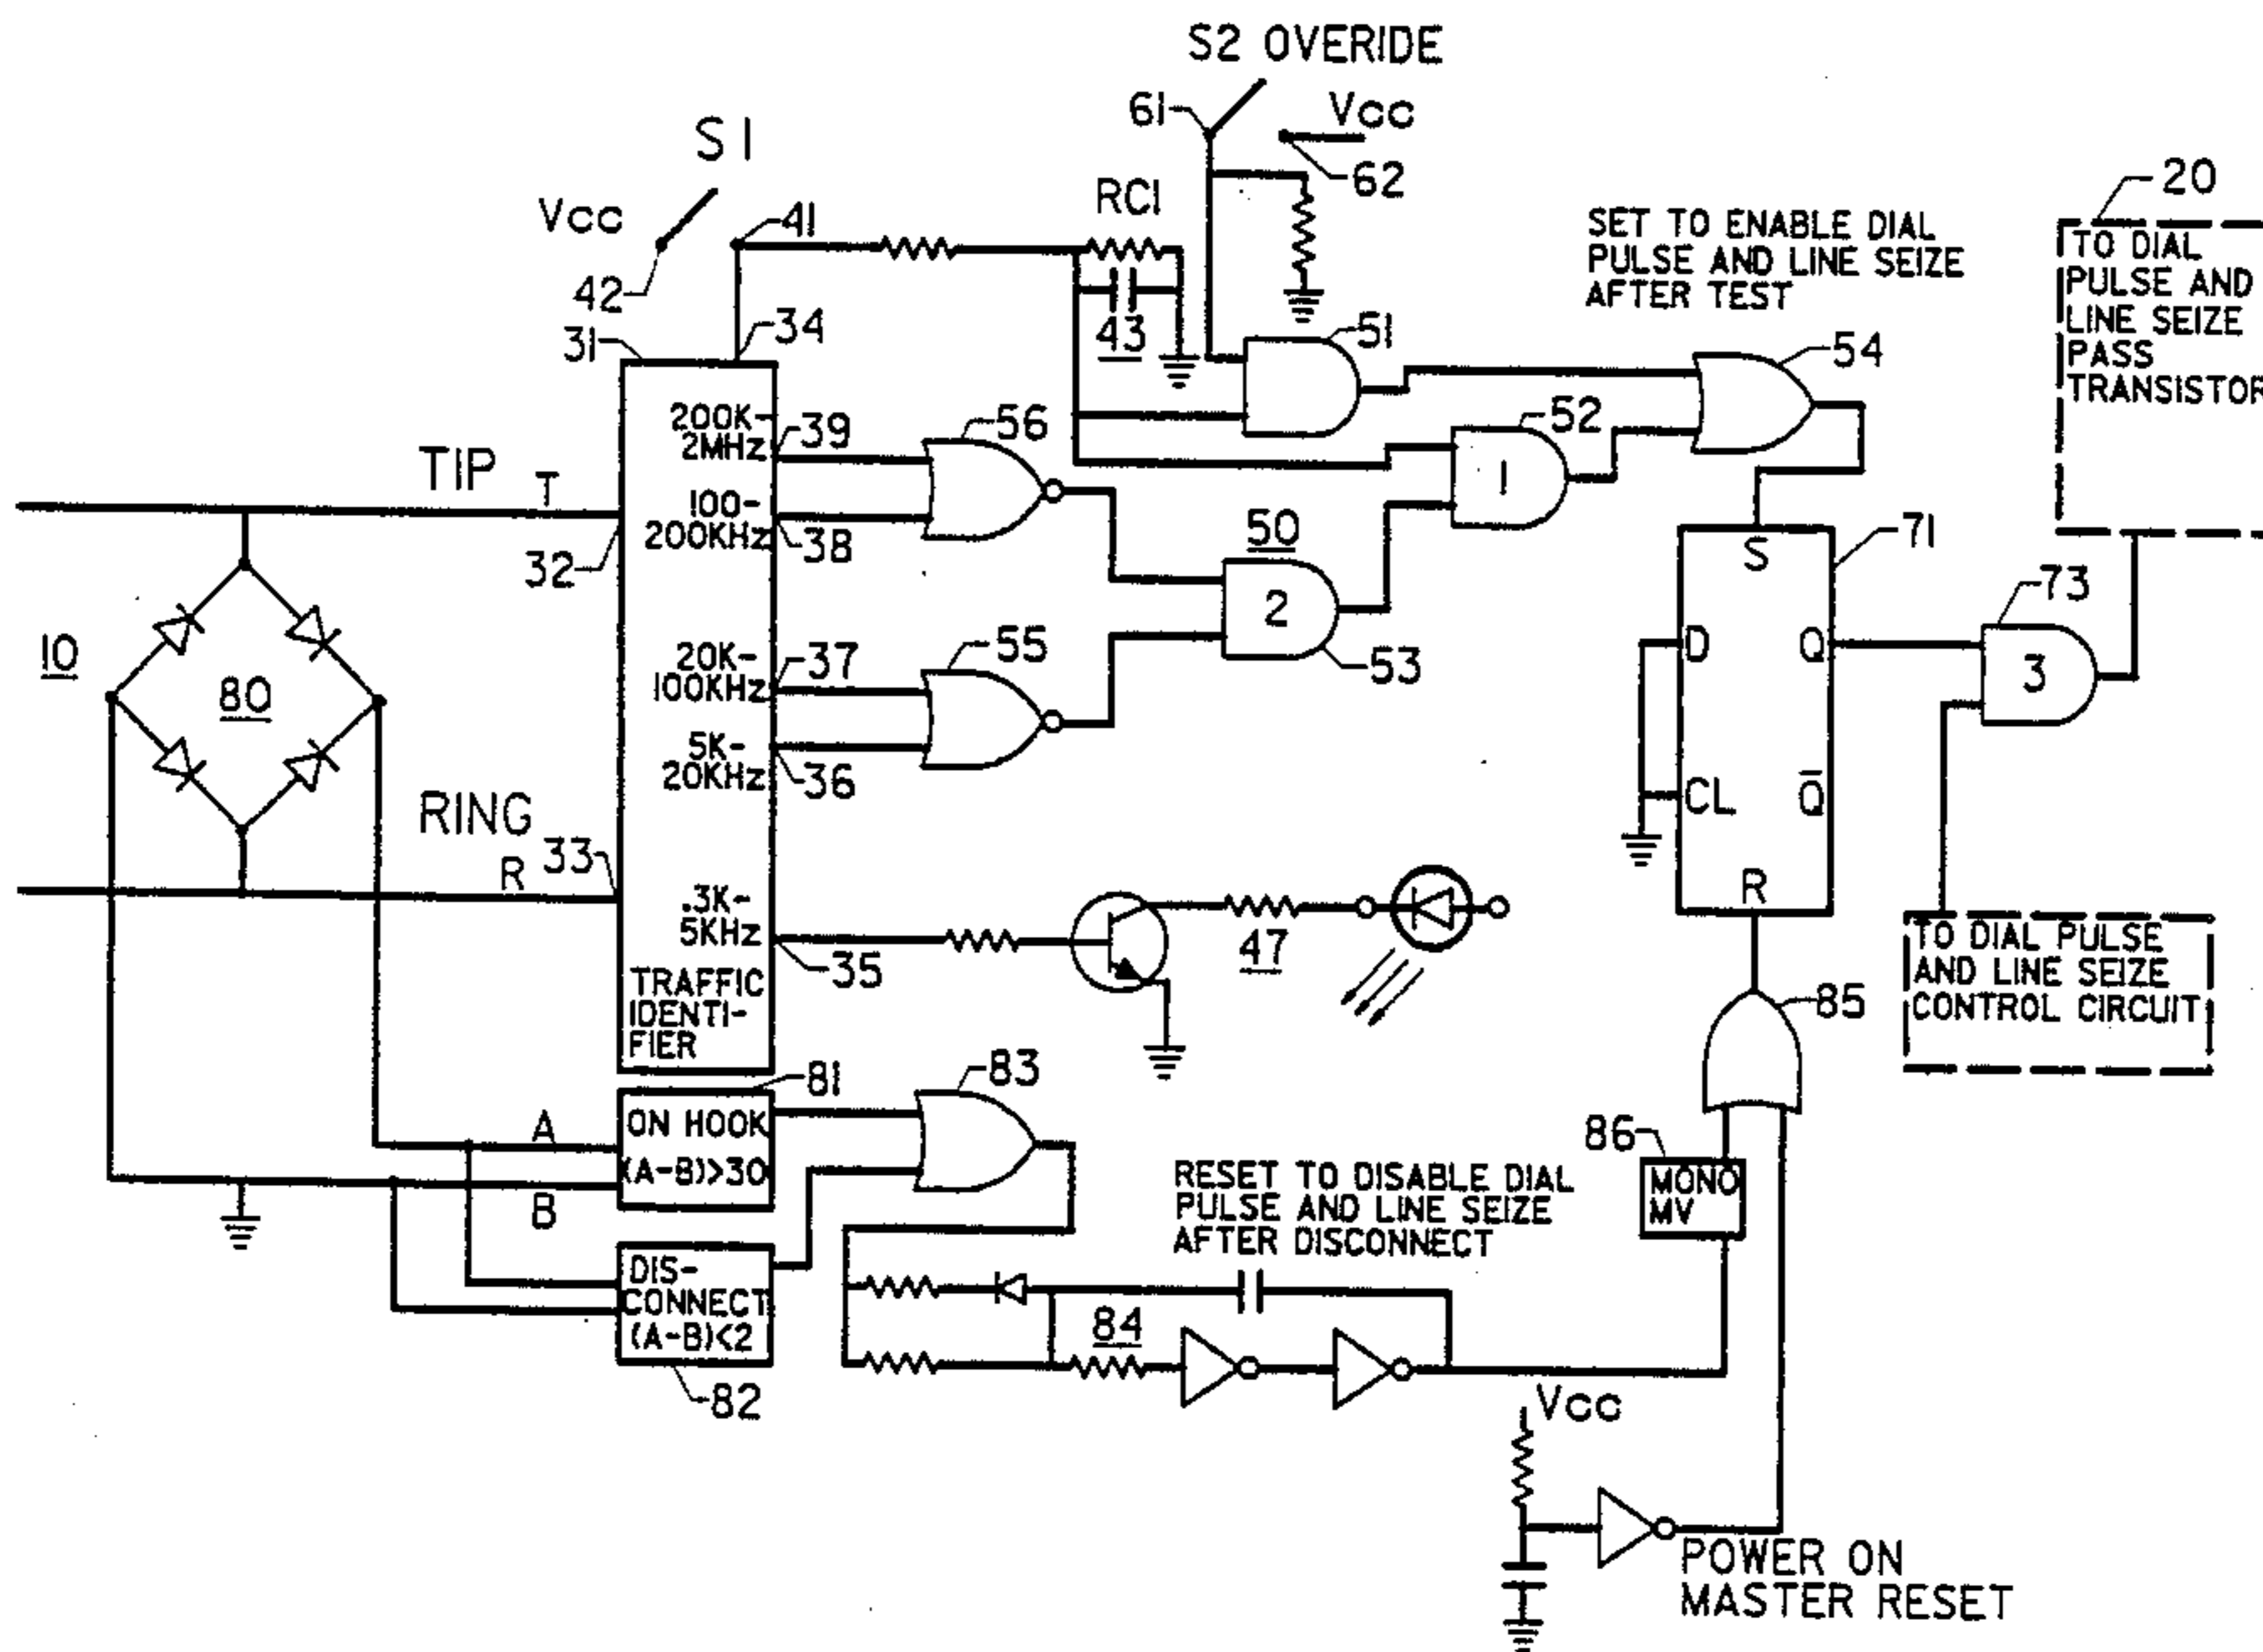 S2 OVERIDE
61
Vcc
62
S1
Vcc
42
41
34
31
RC1
43
51
SET TO ENABLE DIAL
PULSE AND LINE SEIZE
AFTER TEST
54
20
TO DIAL
PULSE AND
LINE SEIZE
PASS
TRANSISTOR
200K-
2MHz
39
56
52
1
TIP
T
32
100-
200KHz
38
50
2
53
71
S
D
Q
CL
Q̅
R
73
3
10
80
20K-
100KHz
37
55
5K-
20KHz
36
RING
R
33
.3K-
5KHz
35
47
TRAFFIC
IDENTI-
FIER
TO DIAL PULSE
AND LINE SEIZE
CONTROL CIRCUIT
85
81
83
A
B
ON HOOK
(A-B)>30
86
MONO
MV
RESET TO DISABLE DIAL
PULSE AND LINE SEIZE
AFTER DISCONNECT
DIS-
CONNECT
(A-B)<2
82
84
Vcc
POWER ON
MASTER RESET